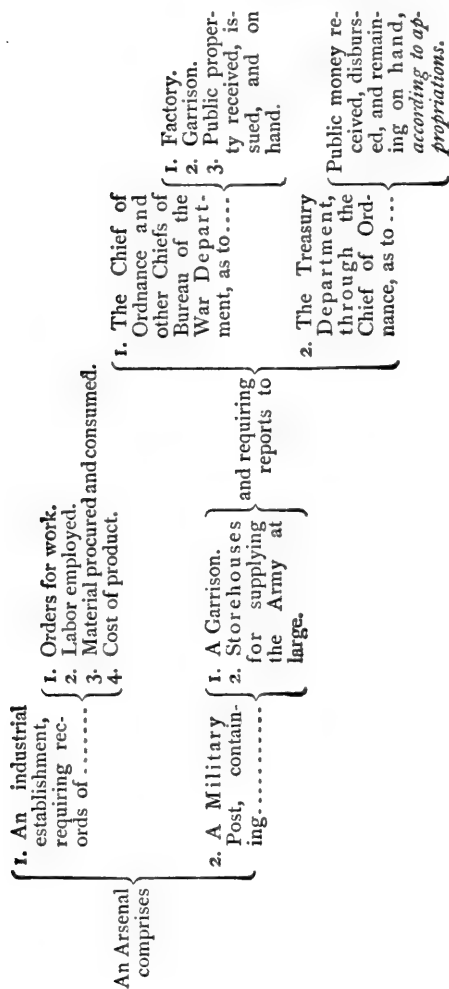 An Arsenal
comprises
1. An industrial
establishment,
requiring rec-
ords of ........
1. Orders for work.
2. Labor employed.
3. Material procured and consumed.
4. Cost of product.
2. A Military
Post, contain-
ing............
1. A Garrison.
2. Storehouses
for supplying
the Army at
large.
and requiring
reports to
1. The Chief of
Ordnance and
other Chiefs of
Bureau of the
War Depart-
ment, as to....
1. Factory.
2. Garrison.
3. Public proper-
ty received, is-
sued, and on
hand.
2. The Treasury
Department,
through the
Chief of Ord-
nance, as to ...
Public money re-
ceived, disburs-
ed, and remain-
ing on hand,
according to ap-
propriations.